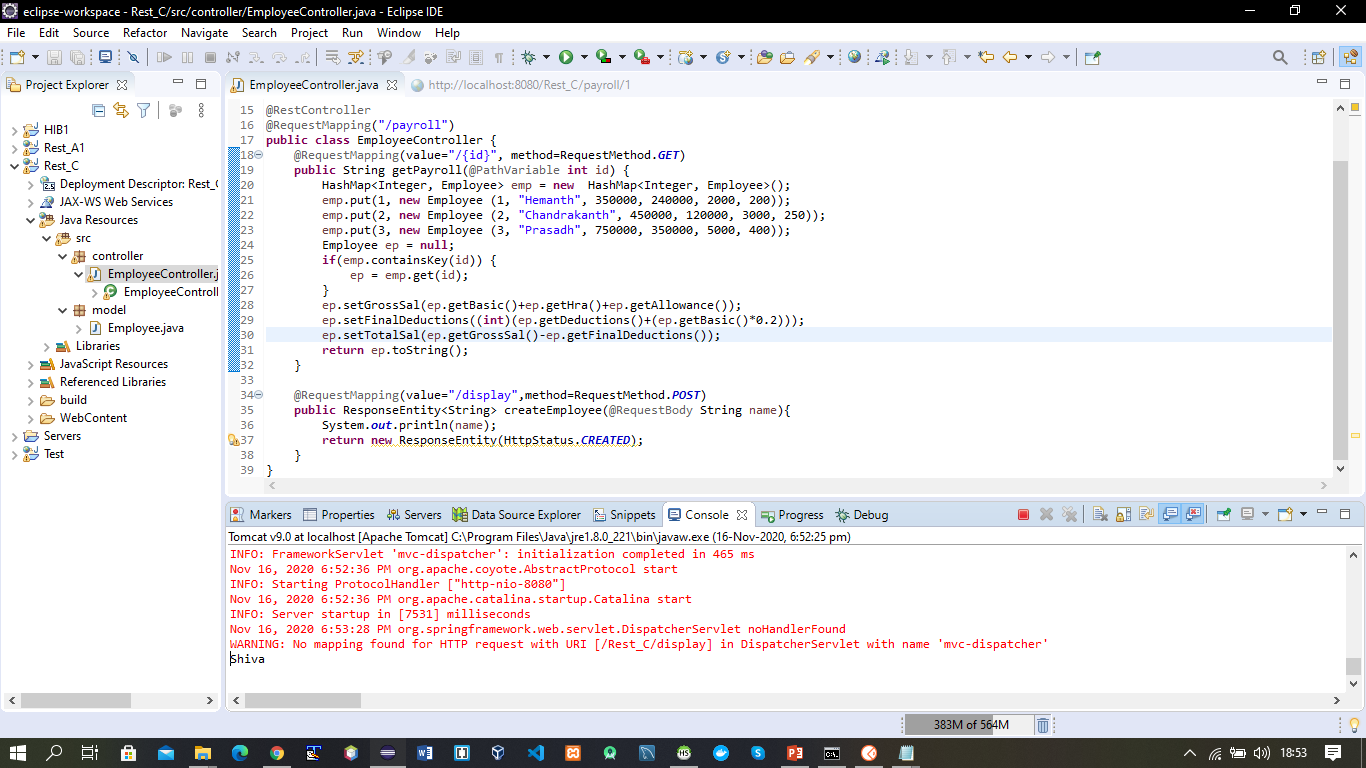 eclipse-workspace - Rest_C/src/controller/EmployeeController.java - Eclipse IDE
File Edit Source Refactor Navigate Search Project Run Window Help
Project Explorer
HIB1
Rest_A1
Rest_C
Deployment Descriptor: Rest_
JAX-WS Web Services
Java Resources
src
controller
EmployeeController.j
EmployeeControll
model
Employee.java
Libraries
JavaScript Resources
Referenced Libraries
build
WebContent
Servers
Test
EmployeeController.java http://localhost:8080/Rest_C/payroll/1
15 @RestController
16 @RequestMapping("/payroll")
17 public class EmployeeController {
18 @RequestMapping(value="/{id}", method=RequestMethod.GET)
19 public String getPayroll(@PathVariable int id) {
20 HashMap<Integer, Employee> emp = new  HashMap<Integer, Employee>();
21 emp.put(1, new Employee (1, "Hemanth", 350000, 240000, 2000, 200));
22 emp.put(2, new Employee (2, "Chandrakanth", 450000, 120000, 3000, 250));
23 emp.put(3, new Employee (3, "Prasadh", 750000, 350000, 5000, 400));
24 Employee ep = null;
25 if(emp.containsKey(id)) {
26 ep = emp.get(id);
27 }
28 ep.setGrossSal(ep.getBasic()+ep.getHra()+ep.getAllowance());
29 ep.setFinalDeductions((int)(ep.getDeductions()+(ep.getBasic()*0.2)));
30 ep.setTotalSal(ep.getGrossSal()-ep.getFinalDeductions());
31 return ep.toString();
32 }
33
34 @RequestMapping(value="/display",method=RequestMethod.POST)
35 public ResponseEntity<String> createEmployee(@RequestBody String name){
36 System.out.println(name);
37 return new ResponseEntity(HttpStatus.CREATED);
38 }
39 }
Markers Properties Servers Data Source Explorer Snippets Console Progress Debug
Tomcat v9.0 at localhost [Apache Tomcat] C:\Program Files\Java\jre1.8.0_221\bin\javaw.exe (16-Nov-2020, 6:52:25 pm)
INFO: FrameworkServlet 'mvc-dispatcher': initialization completed in 465 ms
Nov 16, 2020 6:52:36 PM org.apache.coyote.AbstractProtocol start
INFO: Starting ProtocolHandler ["http-nio-8080"]
Nov 16, 2020 6:52:36 PM org.apache.catalina.startup.Catalina start
INFO: Server startup in [7531] milliseconds
Nov 16, 2020 6:53:28 PM org.springframework.web.servlet.DispatcherServlet noHandlerFound
WARNING: No mapping found for HTTP request with URI [/Rest_C/display] in DispatcherServlet with name 'mvc-dispatcher'
Shiva
383M of 564M
18:53